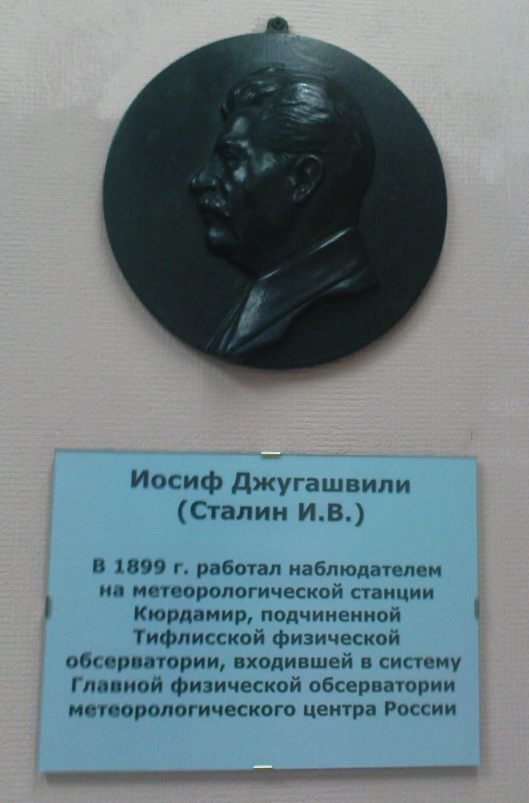 Иосиф Джугашвили
(Сталин И.В.)
В 1899 г. работал наблюдателем
на метеорологической станции
Кюрдамир, подчиненной
Тифлисской физической
обсерватории, входившей в систему
Главной физической обсерватории
метеорологического центра России